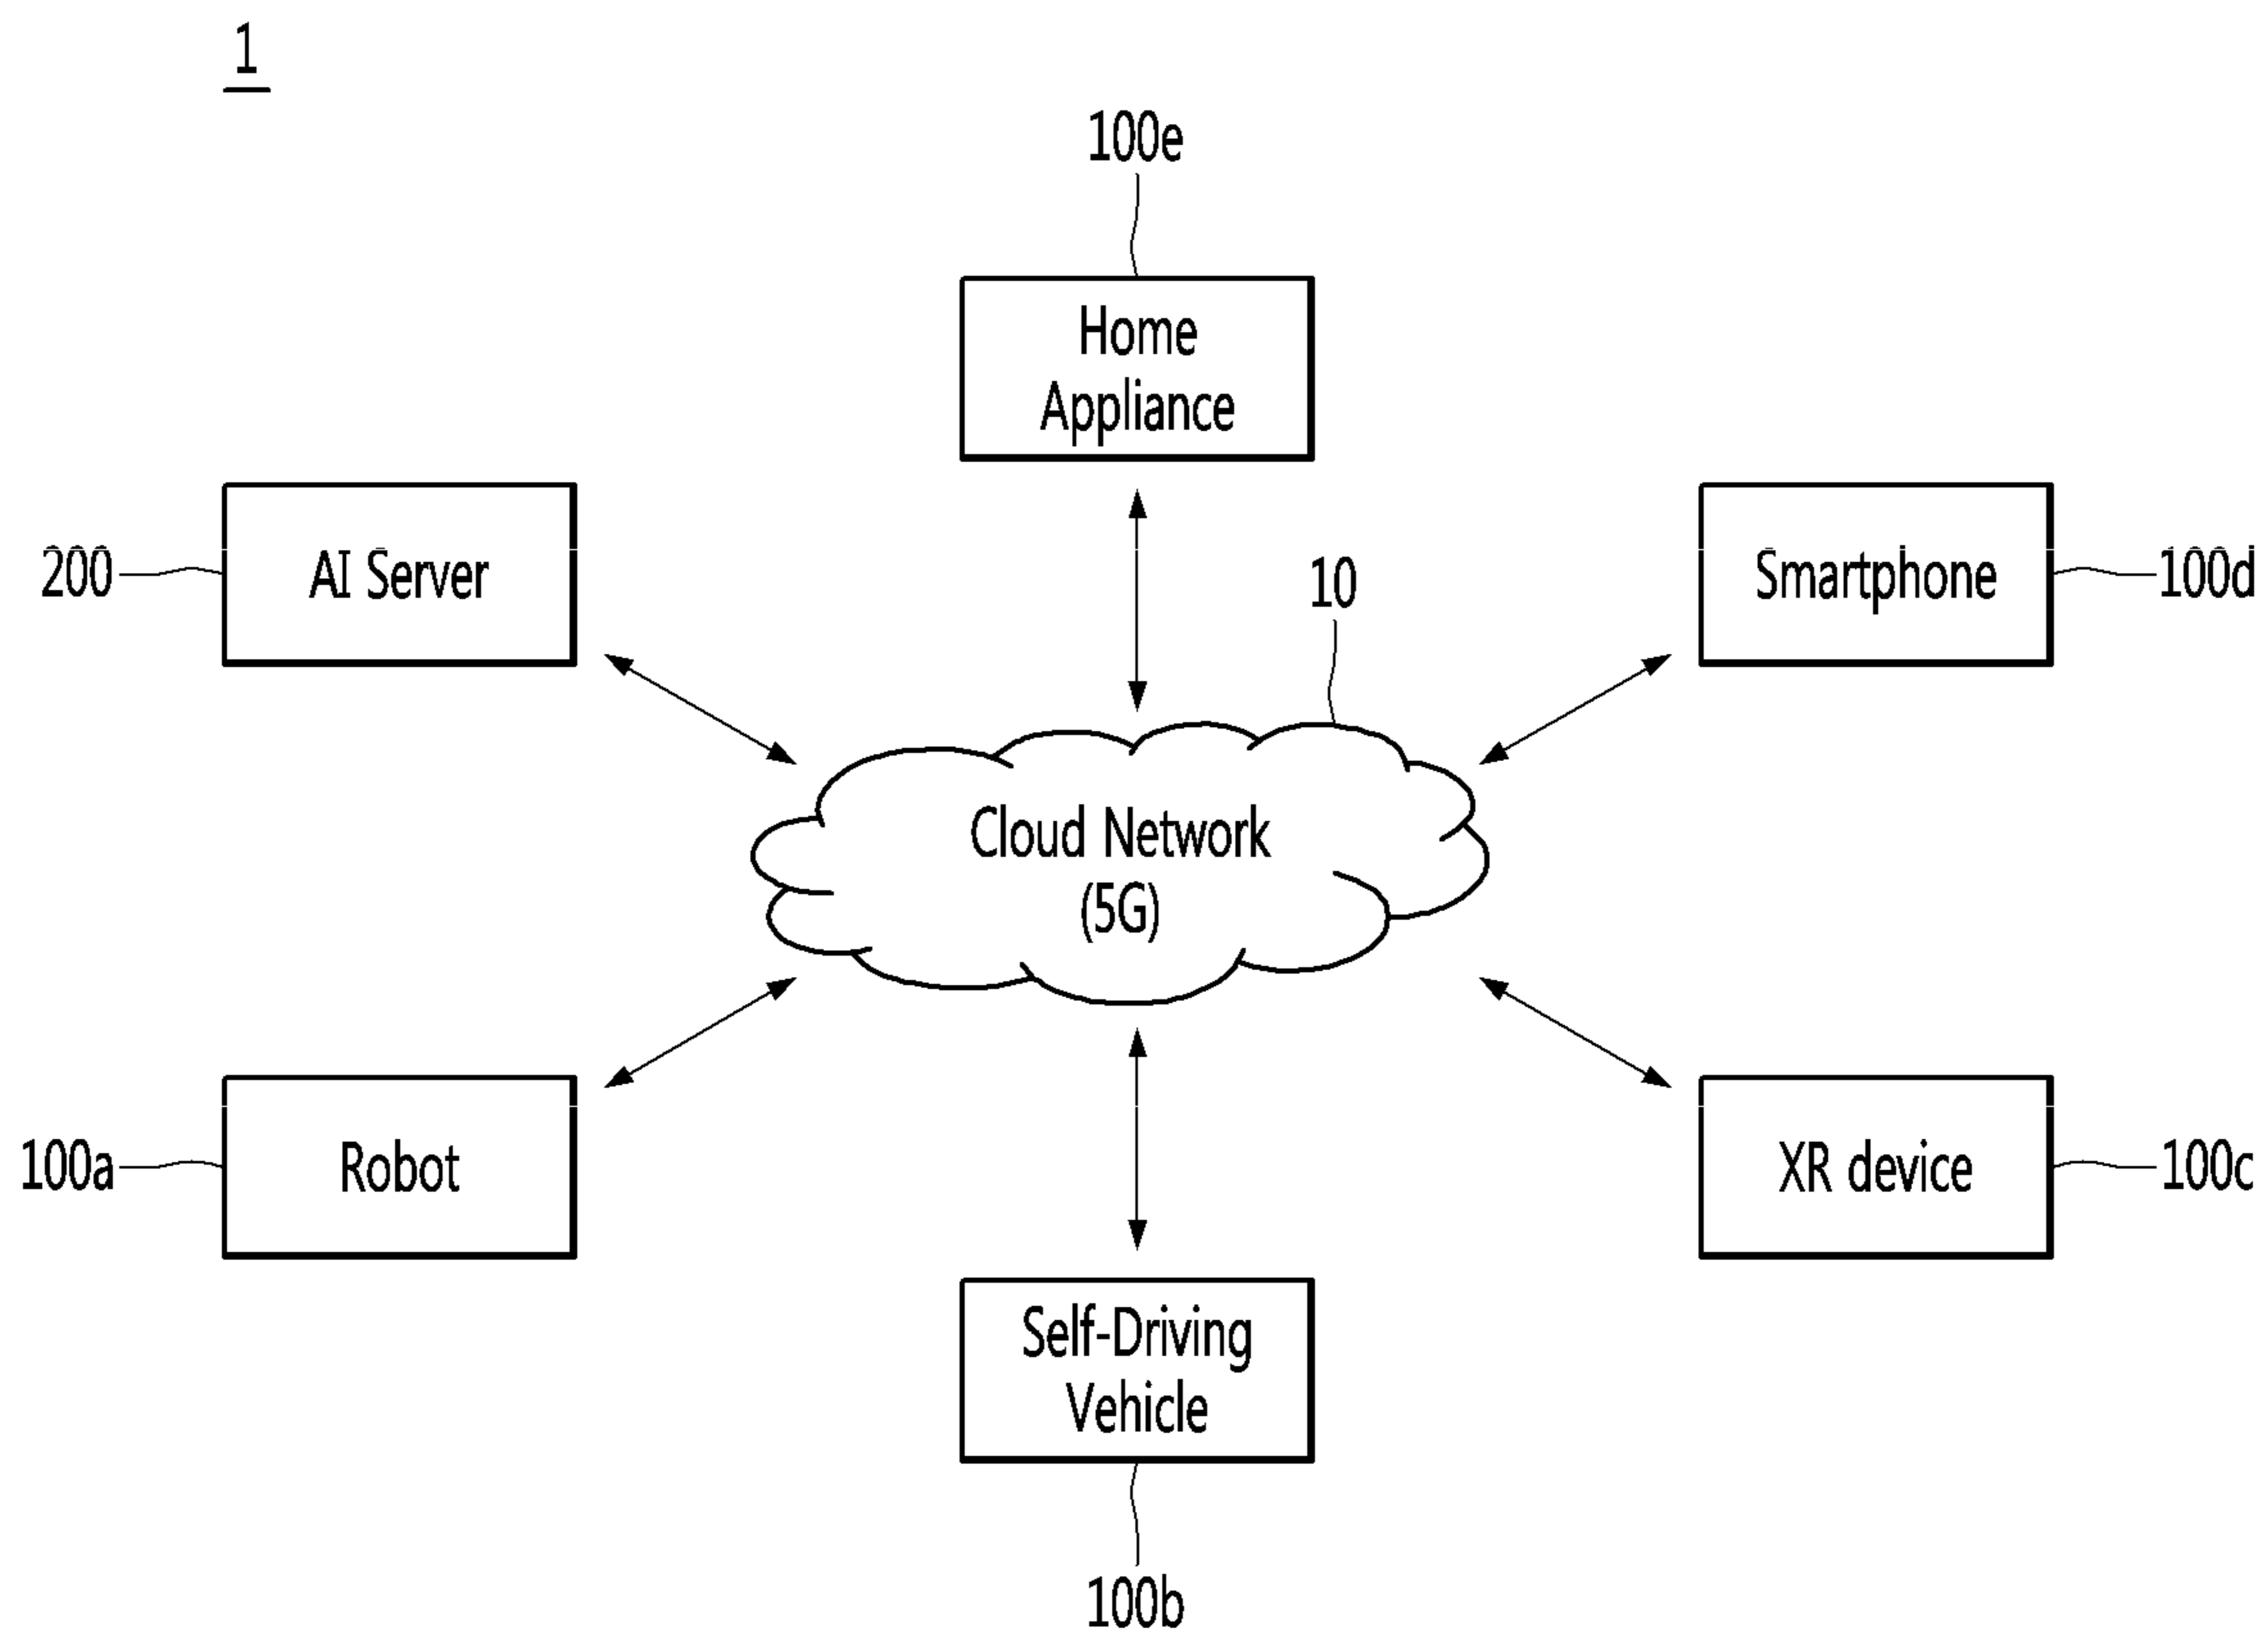 1
100e
Home
Appliance
200
AI Server
10
Smartphone
100d
Cloud Network
(5G)
100a
Robot
XR device
100c
Self-Driving
Vehicle
100b